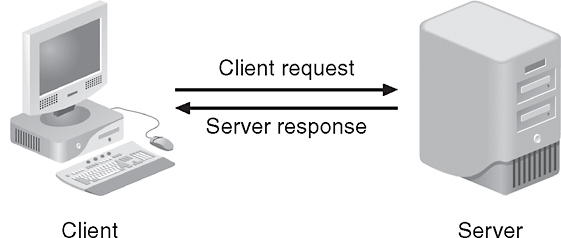 Client request
Server response
Client
Server